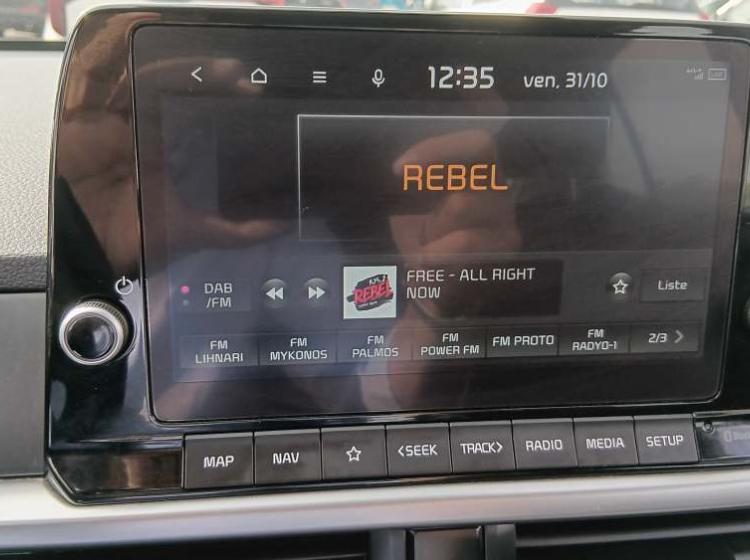 12:35 ven, 31/10
REBEL
REBEL
FREE - ALL RIGHT
NOW
DAB
/FM
Liste
FM
LIHNARI
FM
MYKONOS
FM
PALMOS
FM
POWER FM
FM PROTO
FM
RADYO-1
2/3
MAP
NAV
<SEEK
TRACK>
RADIO
MEDIA
SETUP